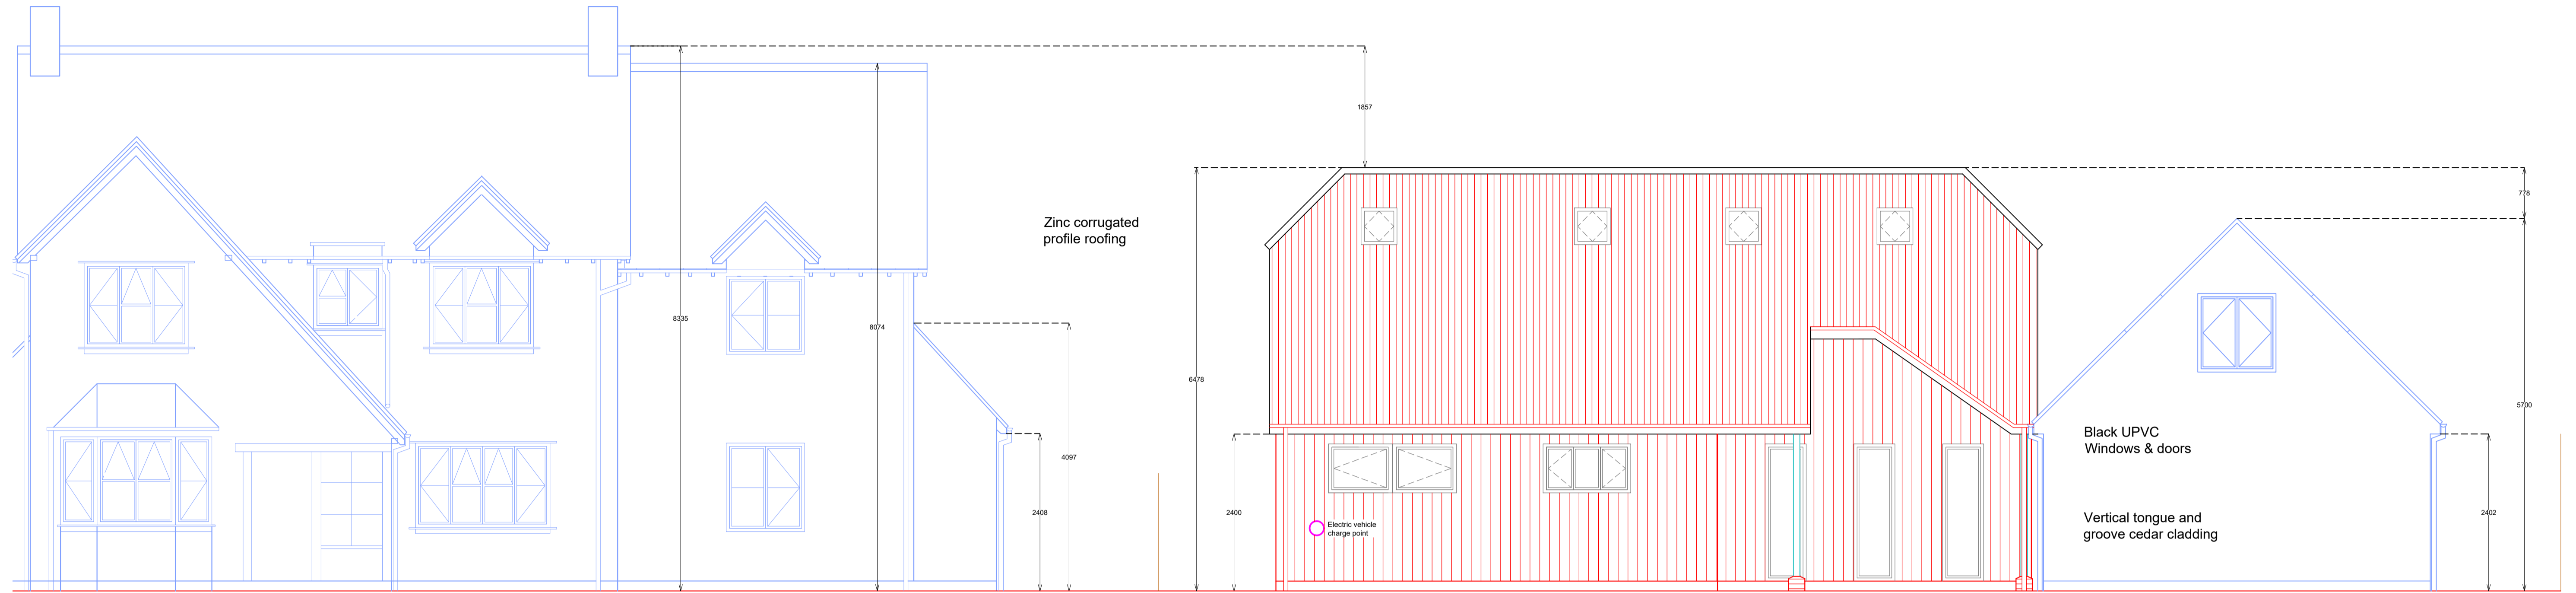 1857
778
Zinc corrugated
profile roofing
8335
8074
6478
5700
Black UPVC
Windows & doors
4097
2408
2400
2402
Electric vehicle
charge point
Vertical tongue and
groove cedar cladding